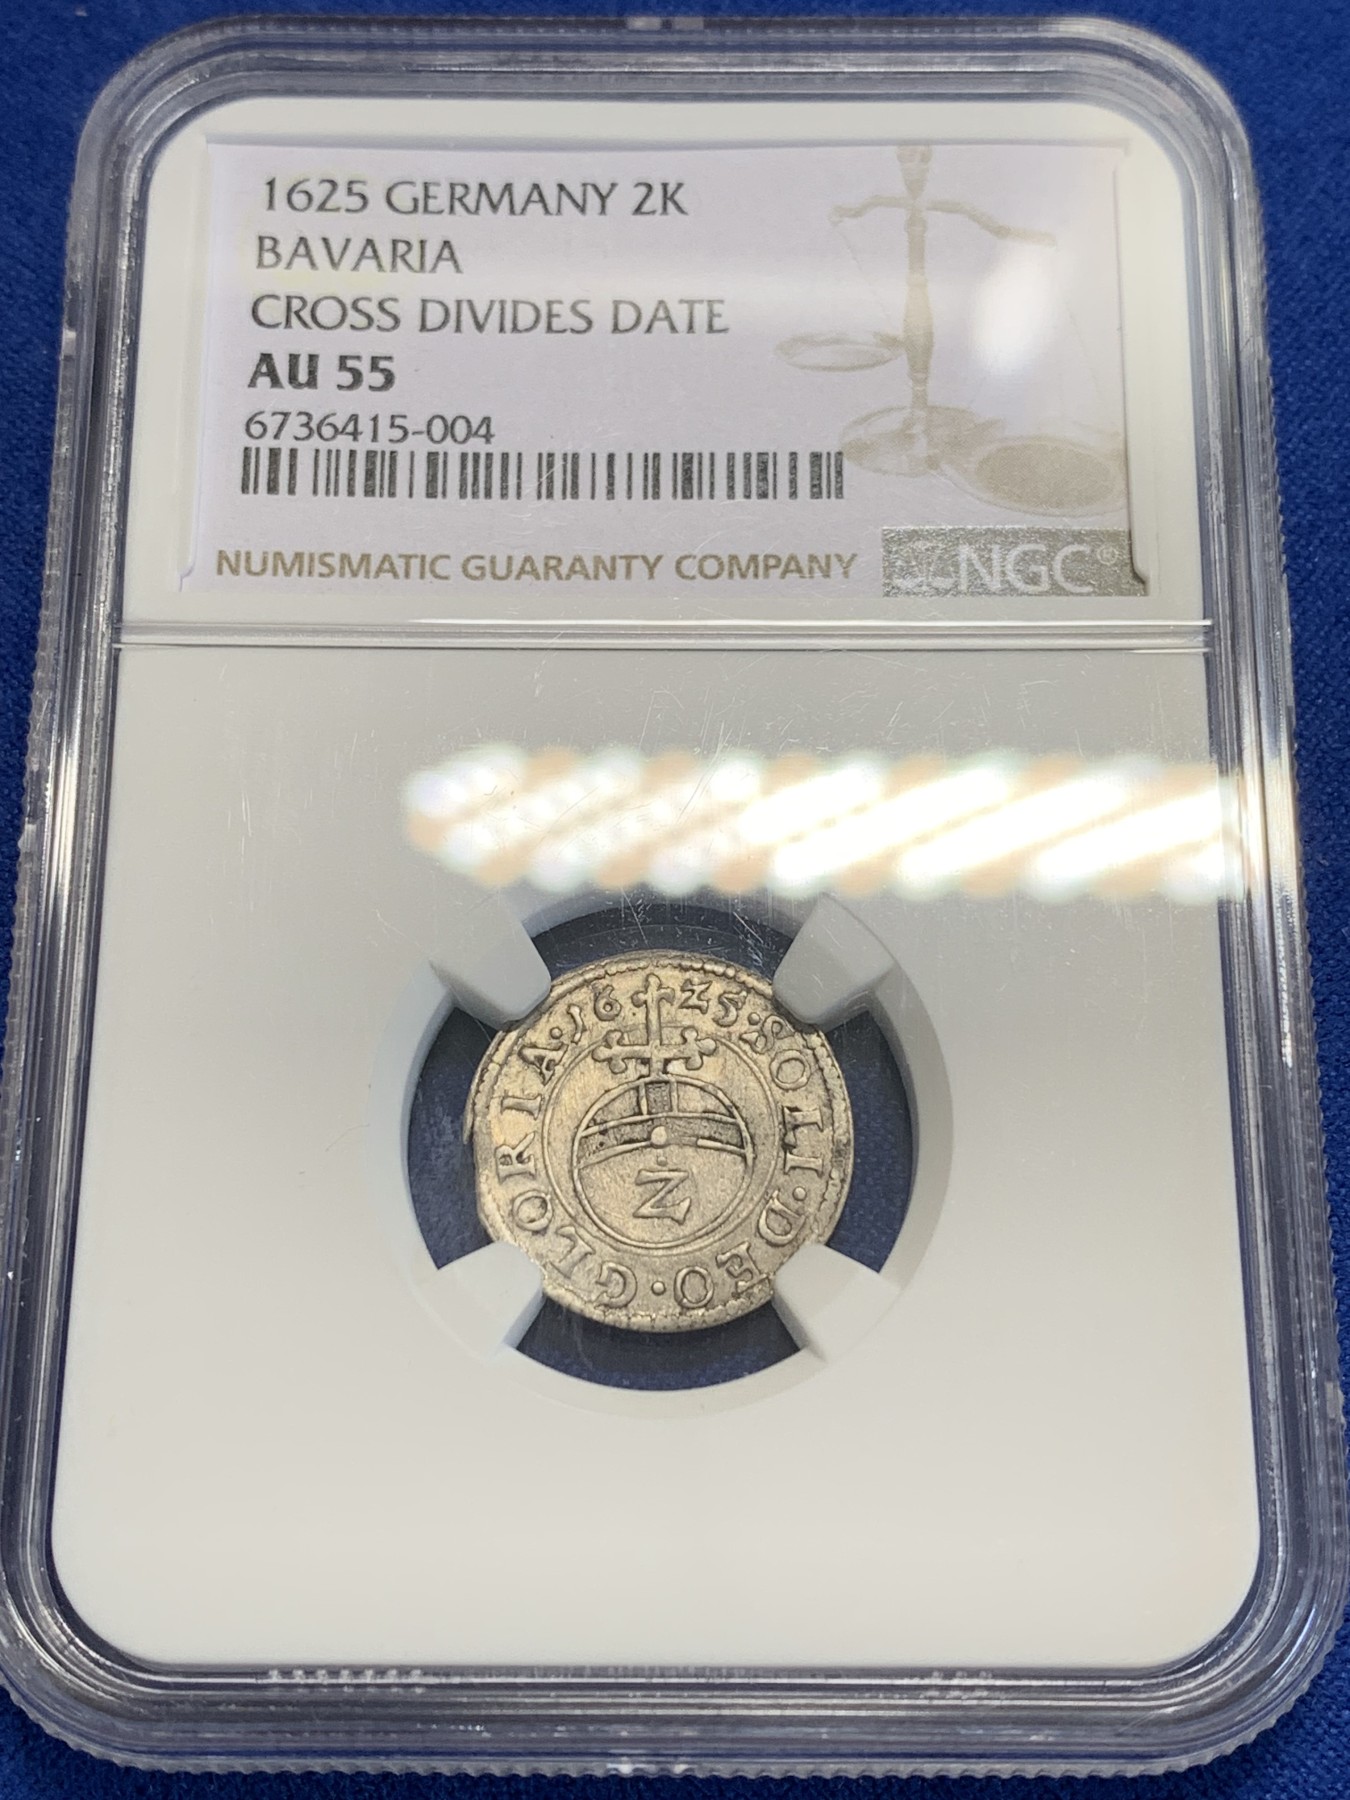 1625 GERMANY 2K
BAVARIA
CROSS DIVIDES DATE
AU 55
6736415-004
NUMISMATIC GUARANTY COMPANY
NGC®
16 25·SOLI·DEO·GLORIA·
2